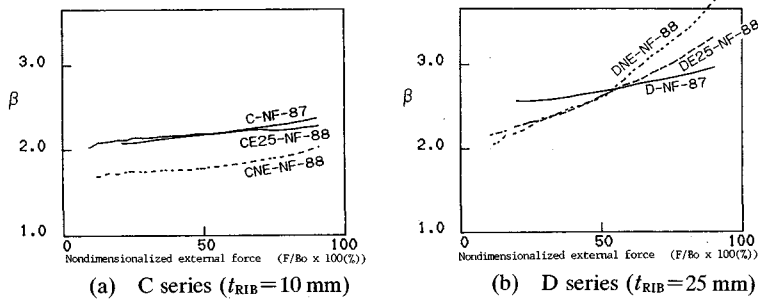 3.0
β
2.0
1.0
C-NF-87
CE25-NF-88
CNE-NF-88
0 50 100
Nondimensionalized external force (F/Bo x 100(%))
(a) C series (tRIB=10 mm)
3.0
β
2.0
1.0
DNE-NF-88
DE25-NF-88
D-NF-87
0 50 100
Nondimensionalized external force (F/Bo x 100(%))
(b) D series (tRIB=25 mm)